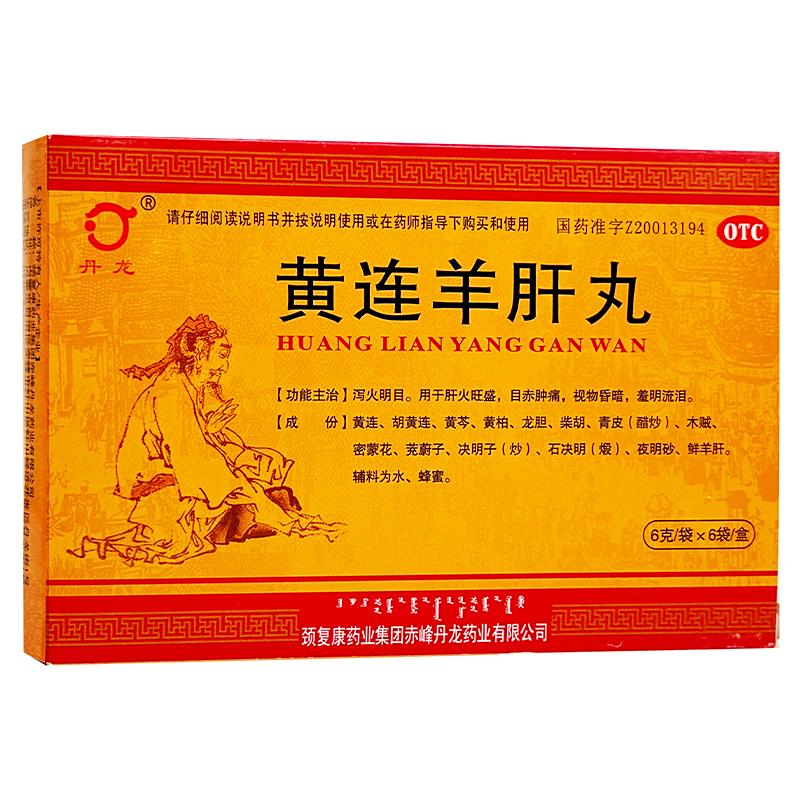 丹龙
®
请仔细阅读说明书并按说明使用或在药师指导下购买和使用
国药准字Z20013194
OTC
黄连羊肝丸
HUANG LIAN YANG GAN WAN
【功能主治】泻火明目。用于肝火旺盛，目赤肿痛，视物昏暗，羞明流泪。
【成　份】黄连、胡黄连、黄芩、黄柏、龙胆、柴胡、青皮（醋炒）、木贼、
密蒙花、茺蔚子、决明子（炒）、石决明（煅）、夜明砂、鲜羊肝。
辅料为水、蜂蜜。
6克/袋×6袋/盒
颈复康药业集团赤峰丹龙药业有限公司